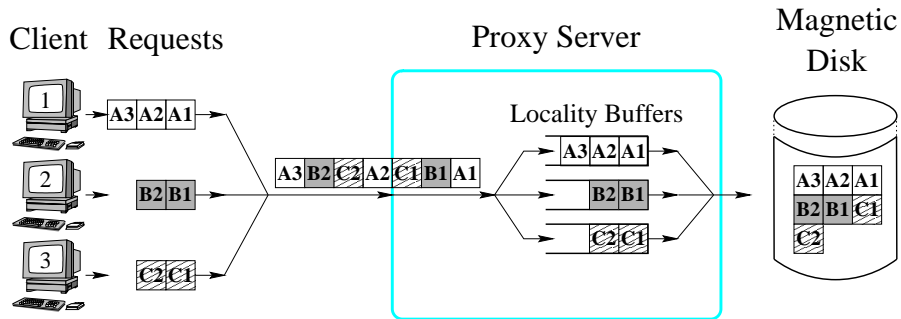 Client Requests
Proxy Server
Magnetic
Disk
Locality Buffers
1
A3 A2 A1
2
B2 B1
3
C2 C1
A3 B2 C2 A2 C1 B1 A1
A3 A2 A1
B2 B1
C2 C1
A3 A2 A1
B2 B1 C1
C2